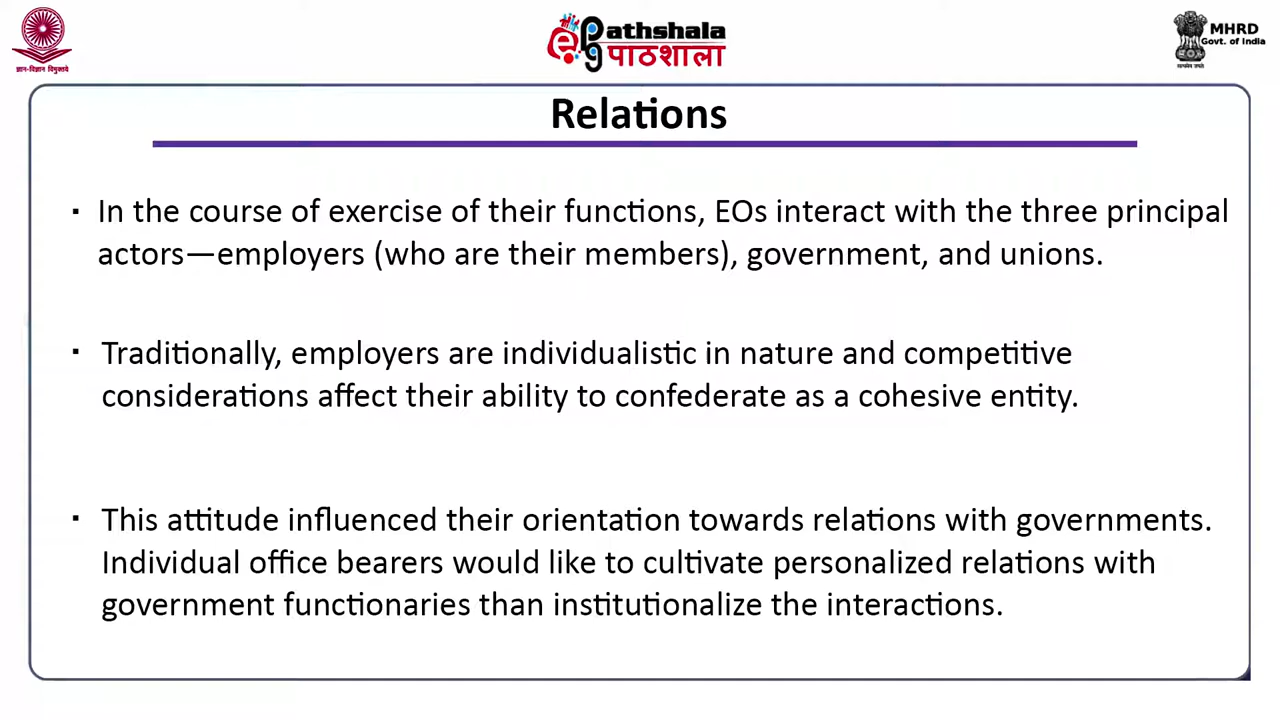 ज्ञान-विज्ञान विमुक्तये
ePG Pathshala
पाठशाला
MHRD
Govt. of India
Relations
▪ In the course of exercise of their functions, EOs interact with the three principal
actors—employers (who are their members), government, and unions.
▪ Traditionally, employers are individualistic in nature and competitive
considerations affect their ability to confederate as a cohesive entity.
▪ This attitude influenced their orientation towards relations with governments.
Individual office bearers would like to cultivate personalized relations with
government functionaries than institutionalize the interactions.